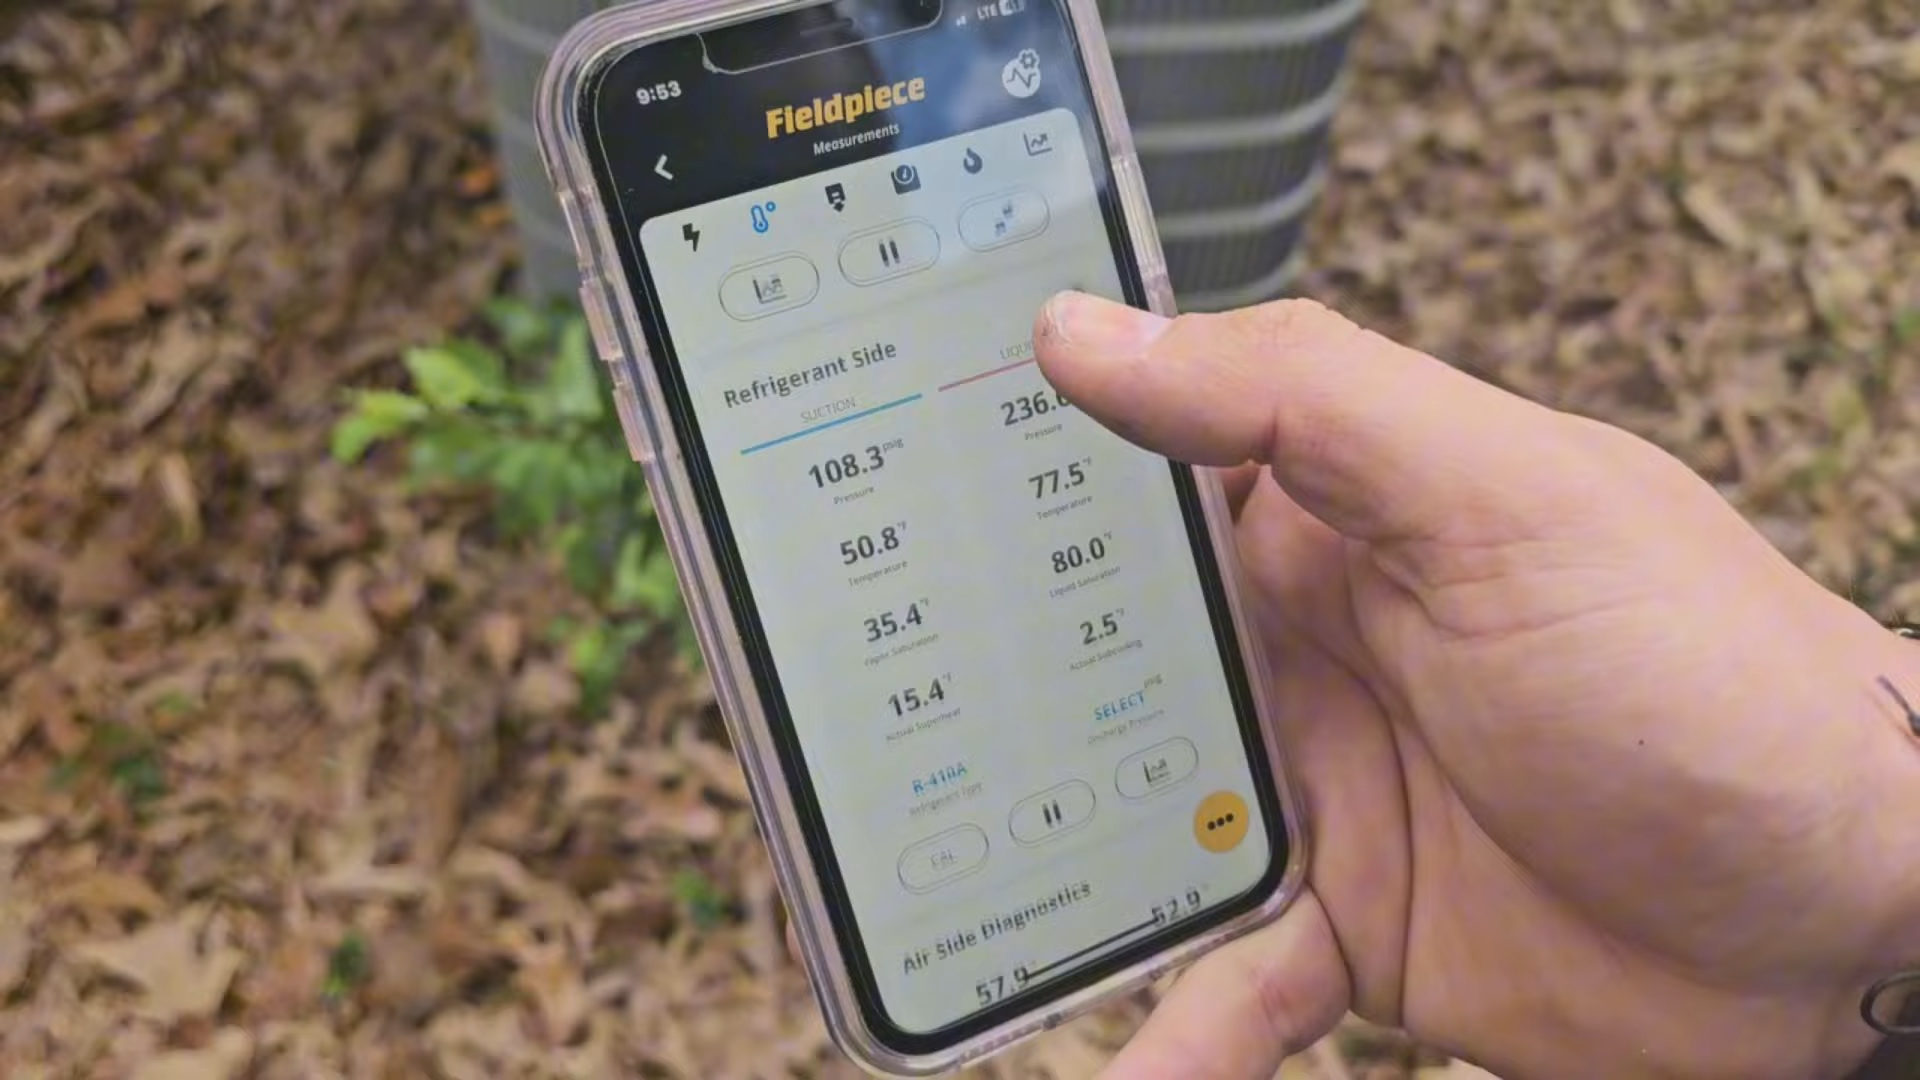 9:53
LTE 41
Fieldpiece
Measurements
Refrigerant Side
SUCTION
108.3 psig
Pressure
50.8 °F
Temperature
35.4 °F
Vapor Saturation
15.4 °F
Actual Superheat
R-410A
Refrigerant Type
236.
Pressure
77.5 °F
Temperature
80.0 °F
Liquid Saturation
2.5 °F
Actual Subcooling
SELECT psig
Discharge Pressure
Air Side Diagnostics
57.9
52.9